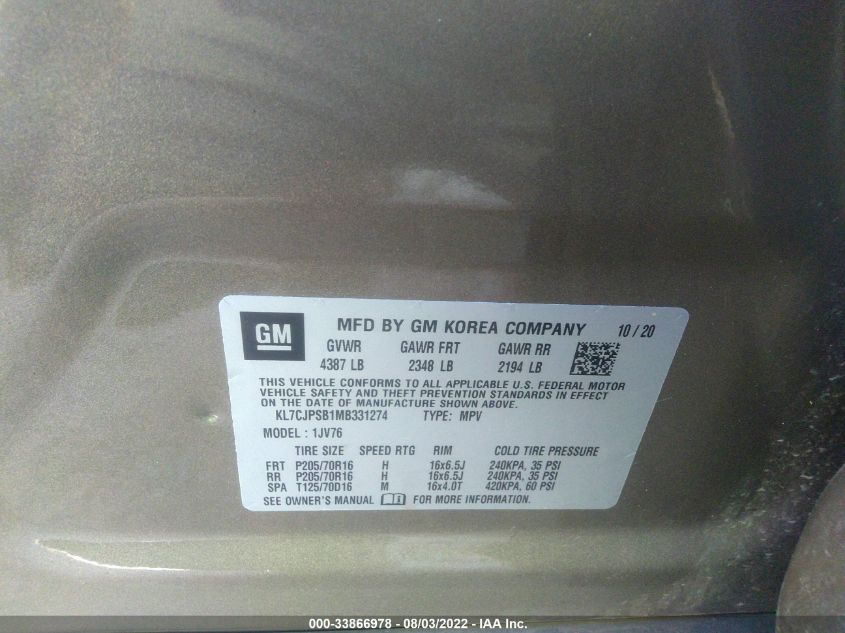 GM
MFD BY GM KOREA COMPANY 10/20
GVWR GAWR FRT GAWR RR
4387 LB 2348 LB 2194 LB
THIS VEHICLE CONFORMS TO ALL APPLICABLE U.S. FEDERAL MOTOR
VEHICLE SAFETY AND THEFT PREVENTION STANDARDS IN EFFECT
ON THE DATE OF MANUFACTURE SHOWN ABOVE.
KL7CJPSB1MB331274 TYPE: MPV
MODEL : 1JV76
TIRE SIZE SPEED RTG RIM COLD TIRE PRESSURE
FRT P205/70R16 H 16x6.5J 240KPA, 35 PSI
RR P205/70R16 H 16x6.5J 240KPA, 35 PSI
SPA T125/70D16 M 16x4.0T 420KPA, 60 PSI
SEE OWNER'S MANUAL FOR MORE INFORMATION.
000-33866978 - 08/03/2022 - IAA Inc.